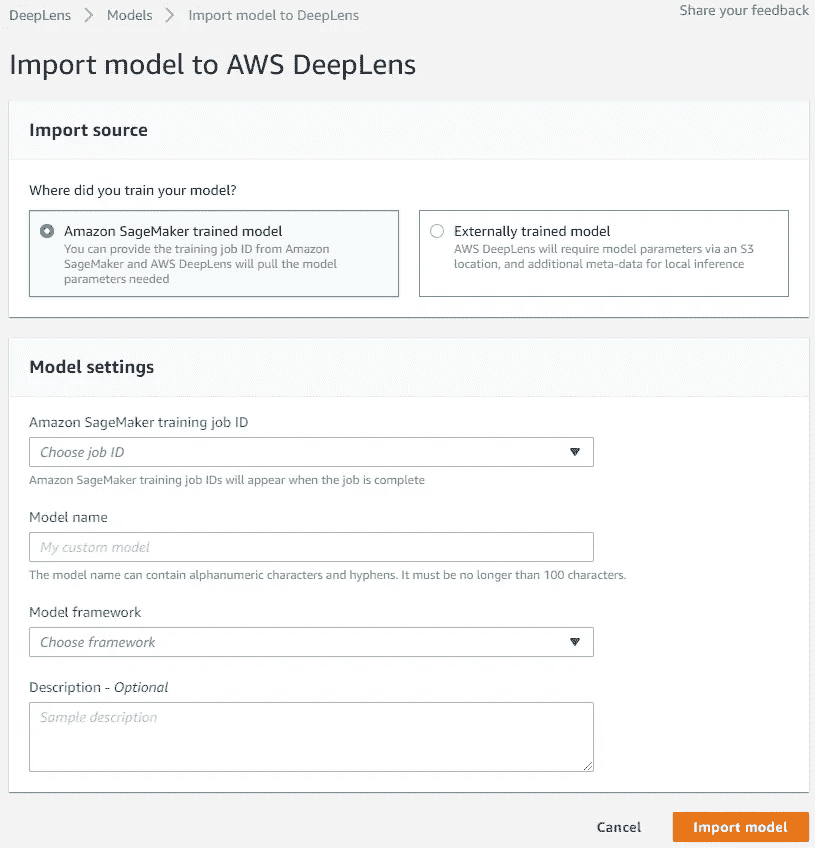 DeepLens > Models > Import model to DeepLens
Share your feedback
Import model to AWS DeepLens
Import source
Where did you train your model?
Amazon SageMaker trained model
You can provide the training job ID from Amazon
SageMaker and AWS DeepLens will pull the model
parameters needed
Externally trained model
AWS DeepLens will require model parameters via an S3
location, and additional meta-data for local inference
Model settings
Amazon SageMaker training job ID
Choose job ID
Amazon SageMaker training job IDs will appear when the job is complete
Model name
My custom model
The model name can contain alphanumeric characters and hyphens. It must be no longer than 100 characters.
Model framework
Choose framework
Description - Optional
Sample description
Cancel
Import model